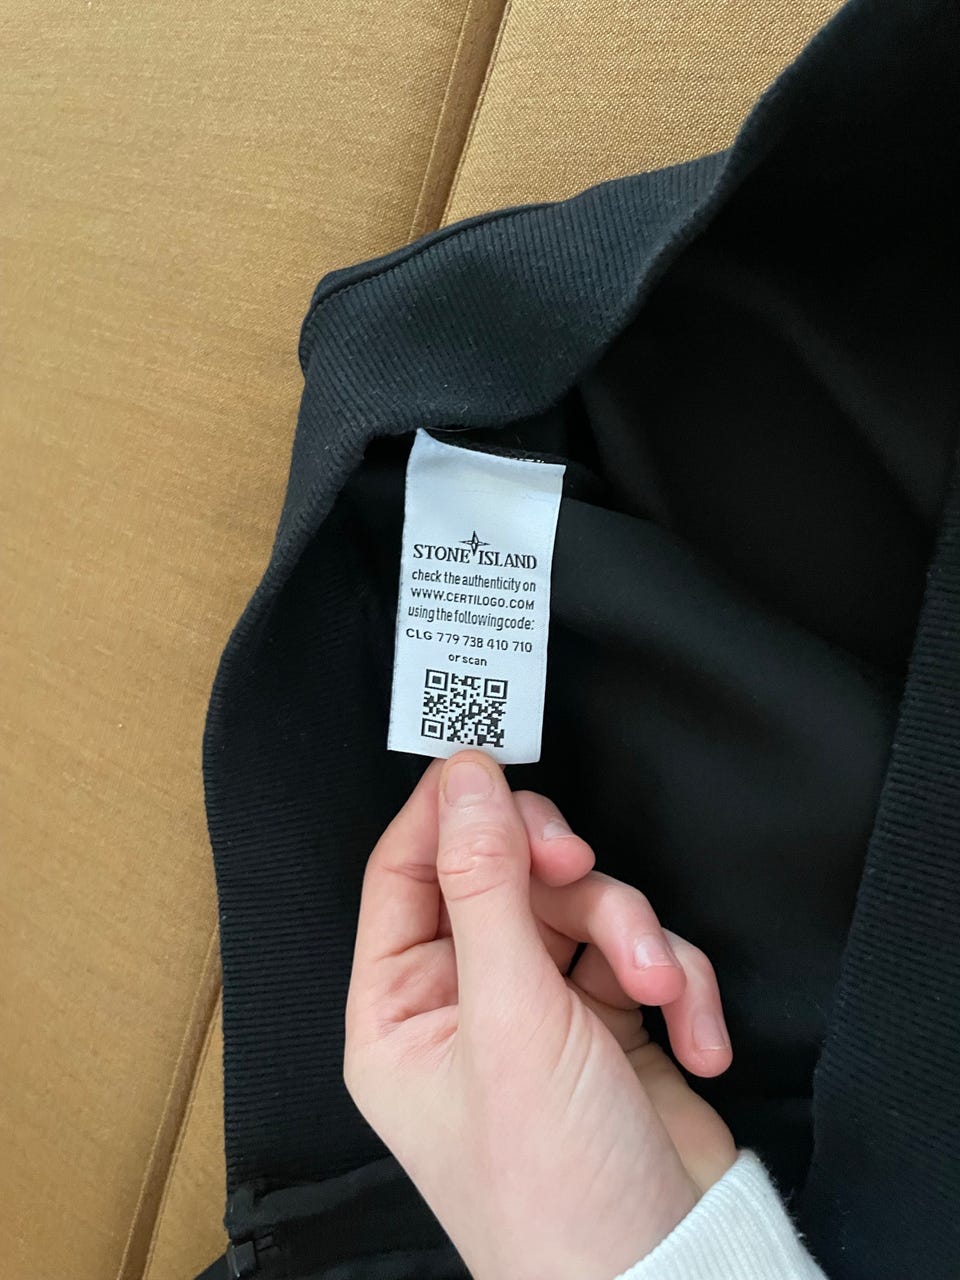 STONE ISLAND
check the authenticity on
WWW.CERTILOGO.COM
using the following code:
CLG 779 738 410 710
or scan